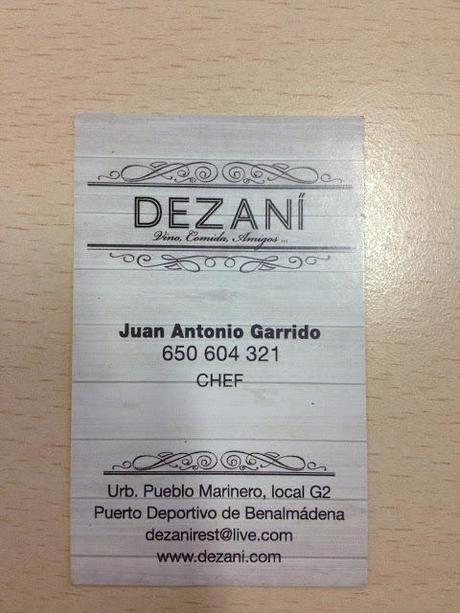 DEZANÍ
Vino, Comida, Amigos ...
Juan Antonio Garrido
650 604 321
CHEF
Urb. Pueblo Marinero, local G2
Puerto Deportivo de Benalmádena
dezanirest@live.com
www.dezani.com